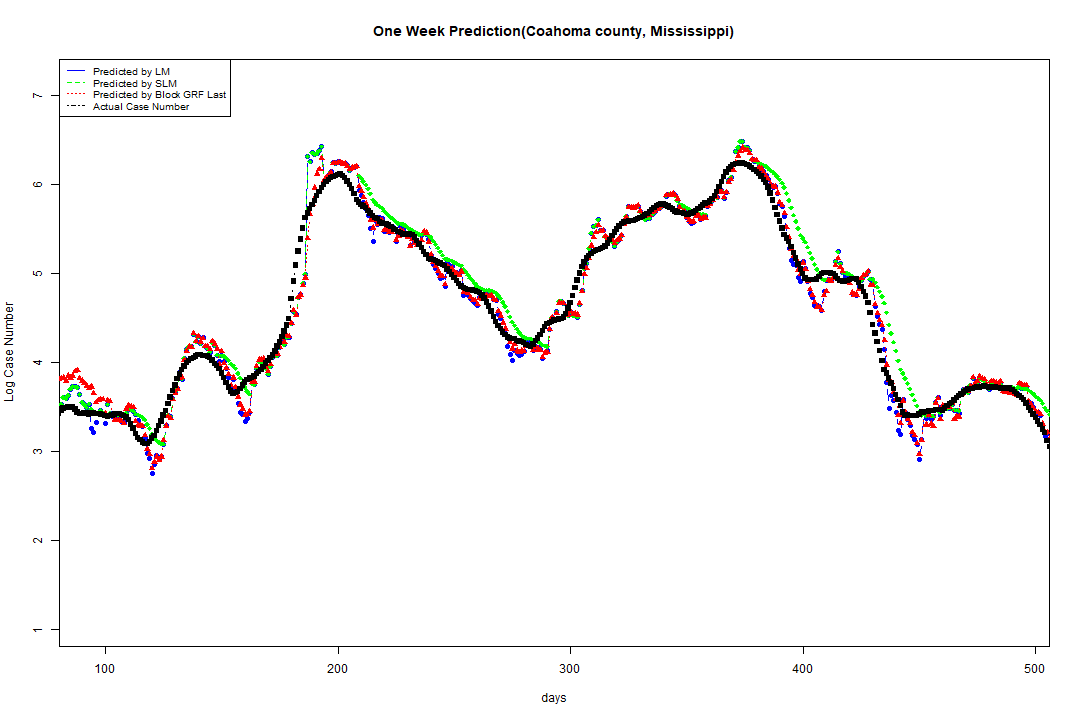 One Week Prediction(Coahoma county, Mississippi)
Predicted by LM
Predicted by SLM
Predicted by Block GRF Last
Actual Case Number
7
6
5
4
3
2
1
Log Case Number
100 200 300 400 500
days